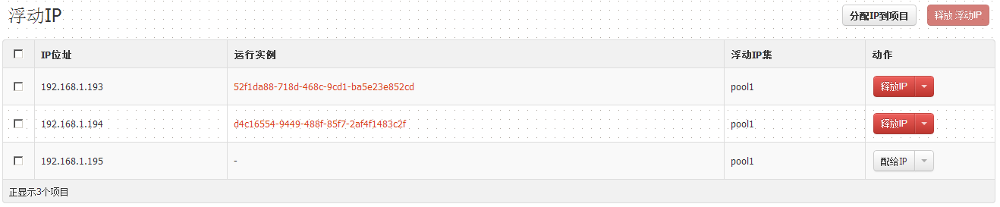 浮动IP 分配IP到项目 释放 浮动IP
IP位址 运行实例 浮动IP集 动作
192.168.1.193 52f1da88-718d-468c-9cd1-ba5e23e852cd pool1 释放IP
192.168.1.194 d4c16554-9449-488f-85f7-2af4f1483c2f pool1 释放IP
192.168.1.195 - pool1 配给IP
正显示3个项目